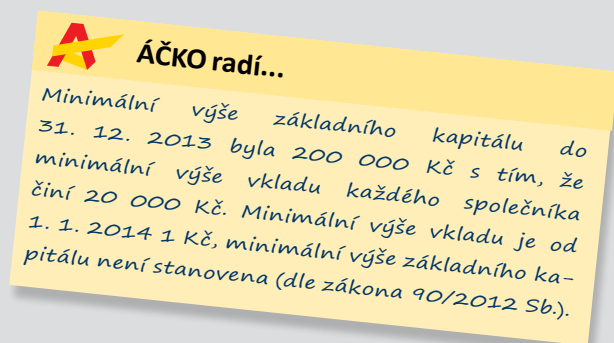 ÁČKO radí...
Minimální výše základního kapitálu do
31. 12. 2013 byla 200 000 Kč s tím, že
minimální výše vkladu každého společníka
činí 20 000 Kč. Minimální výše vkladu je od
1. 1. 2014 1 Kč, minimální výše základního ka-
pitálu není stanovena (dle zákona 90/2012 Sb.).